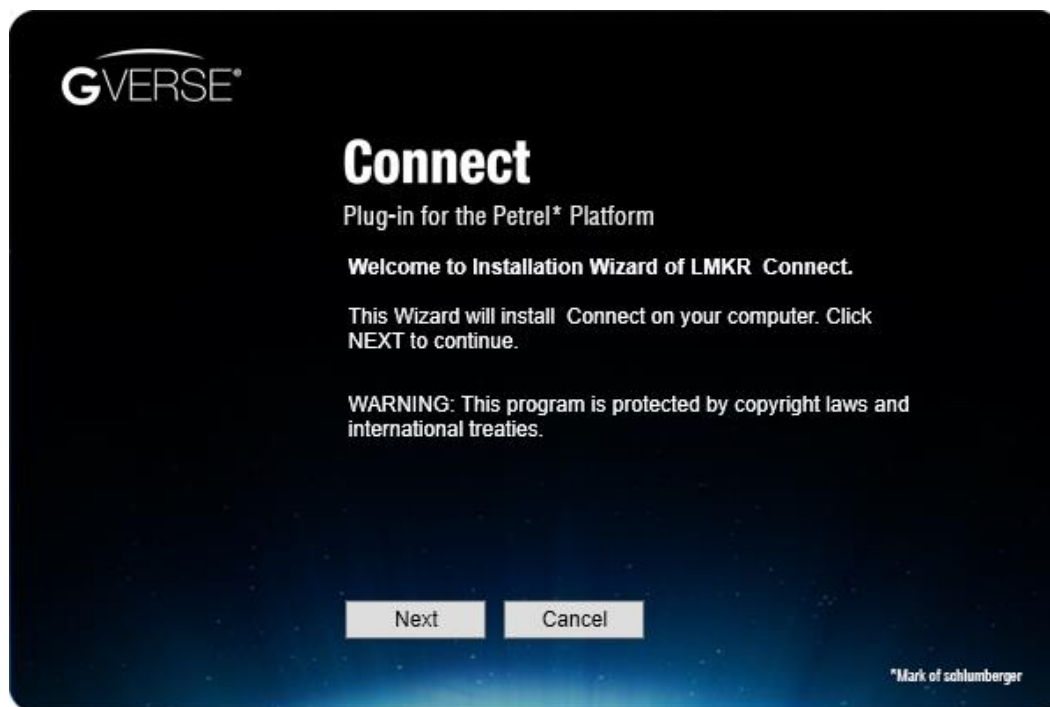 GVERSE®
Connect
Plug-in for the Petrel* Platform
Welcome to Installation Wizard of LMKR  Connect.
This Wizard will install  Connect on your computer. Click
NEXT to continue.
WARNING: This program is protected by copyright laws and
international treaties.
Next
Cancel
*Mark of schlumberger